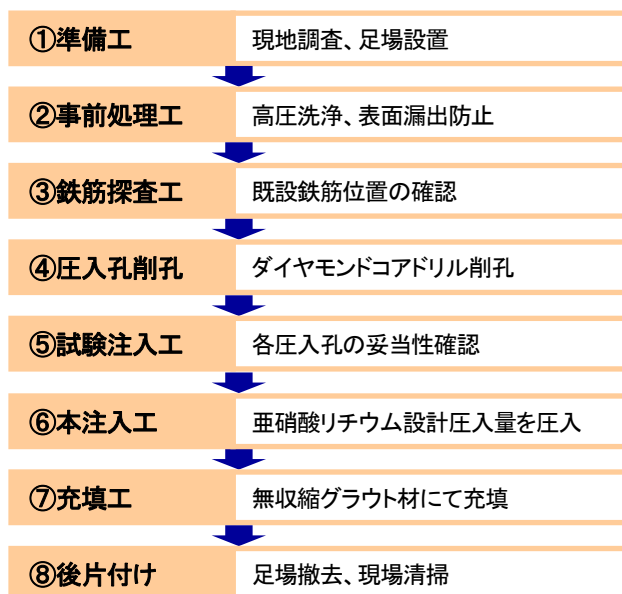 ①準備工 現地調査、足場設置
②事前処理工 高圧洗浄、表面漏出防止
③鉄筋探査工 既設鉄筋位置の確認
④圧入孔削孔 ダイヤモンドコアドリル削孔
⑤試験注入工 各圧入孔の妥当性確認
⑥本注入工 亜硝酸リチウム設計圧入量を圧入
⑦充填工 無収縮グラウト材にて充填
⑧後片付け 足場撤去、現場清掃